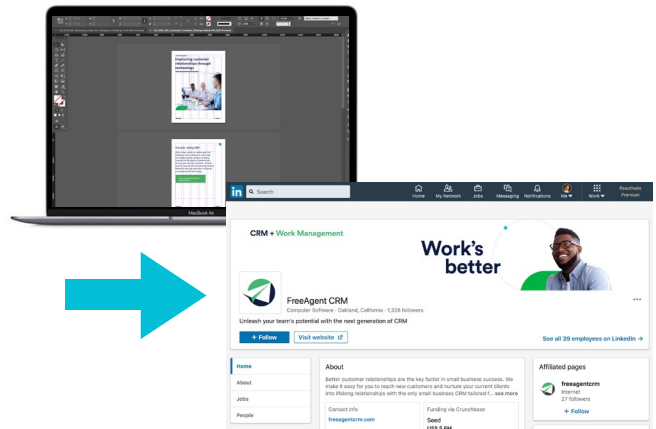 Improving customer
relationships through
technology
MacBook Air
in
Search
Home
My Network
Jobs
Messaging
Notifications
Me
Work
Reactivate
Premium
CRM + Work Management
Work's
better
FreeAgent CRM
Computer Software · Oakland, California · 1,328 followers
Unleash your team's potential with the next generation of CRM
+ Follow
Visit website
See all 39 employees on LinkedIn →
Home
About
Jobs
People
About
Better customer relationships are the key factor in small business success. We
make it easy for you to reach new customers and nurture your current clients
into lifelong relationships with the only small business CRM tailored f... see more
Contact info
freeagentcrm.com
Funding via Crunchbase
Seed
US$ 5.6M
Affiliated pages
freeagentcrm
Internet
27 followers
+ Follow